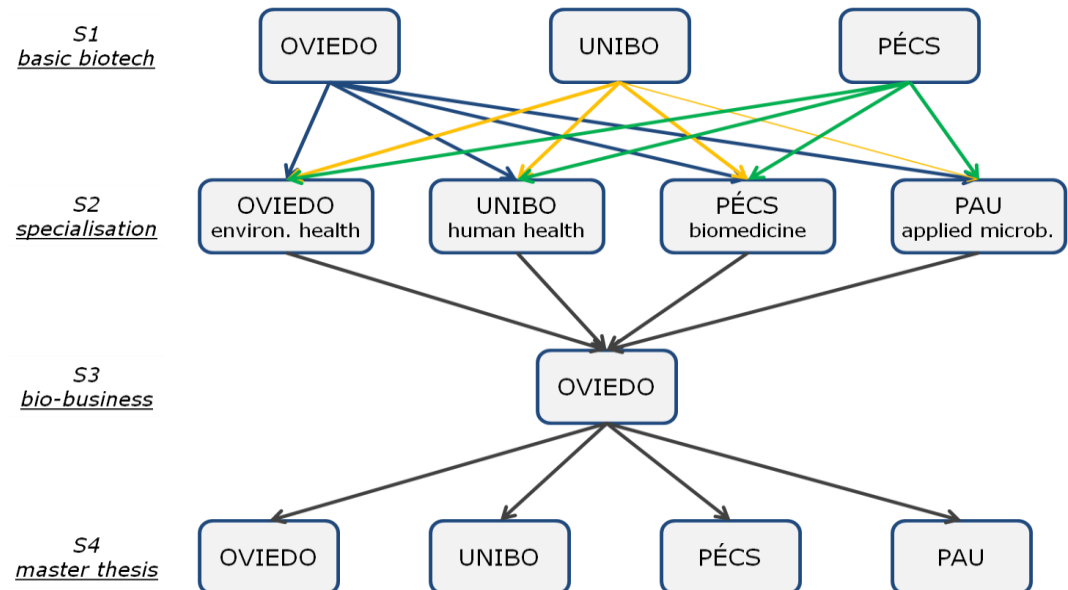 S1
basic biotech
OVIEDO
UNIBO
PÉCS
S2
specialisation
OVIEDO
environ. health
UNIBO
human health
PÉCS
biomedicine
PAU
applied microb.
S3
bio-business
OVIEDO
S4
master thesis
OVIEDO
UNIBO
PÉCS
PAU